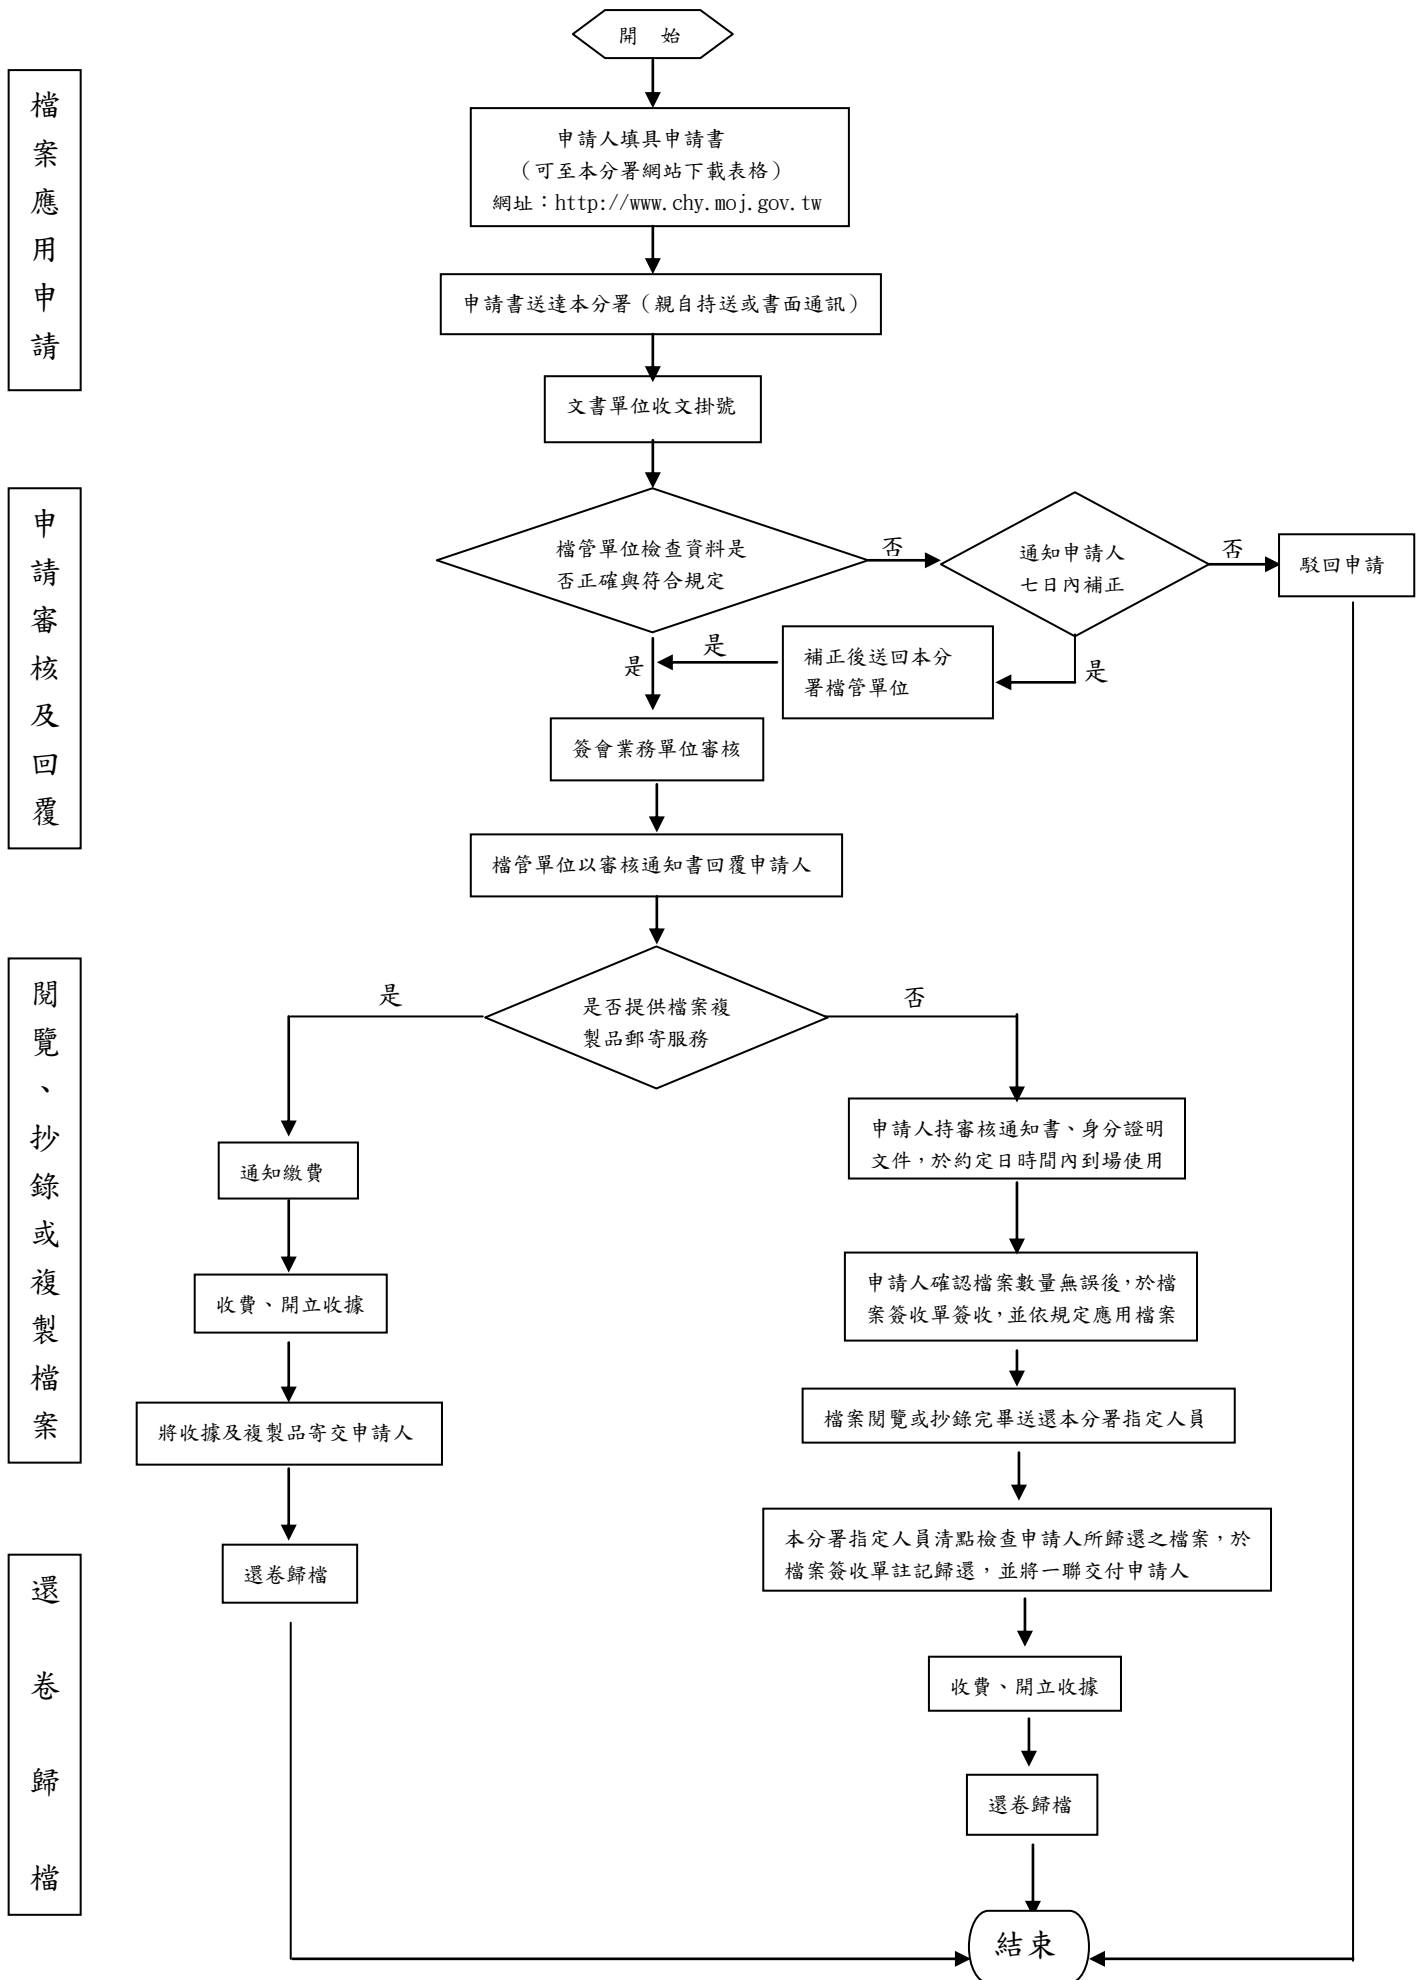 開　始
檔案應用申請
申請人填具申請書
（可至本分署網站下載表格）
網址：http://www.chy.moj.gov.tw
申請書送達本分署（親自持送或書面通訊）
文書單位收文掛號
申請審核及回覆
檔管單位檢查資料是
否正確與符合規定
否
通知申請人
七日內補正
否
駁回申請
是
是
補正後送回本分
署檔管單位
是
簽會業務單位審核
檔管單位以審核通知書回覆申請人
閱覽、抄錄或複製檔案
是
是否提供檔案複
製品郵寄服務
否
通知繳費
收費、開立收據
將收據及複製品寄交申請人
申請人持審核通知書、身分證明
文件，於約定日時間內到場使用
申請人確認檔案數量無誤後，於檔
案簽收單簽收，並依規定應用檔案
檔案閱覽或抄錄完畢送還本分署指定人員
還卷歸檔
還卷歸檔
本分署指定人員清點檢查申請人所歸還之檔案，於
檔案簽收單註記歸還，並將一聯交付申請人
收費、開立收據
還卷歸檔
結束